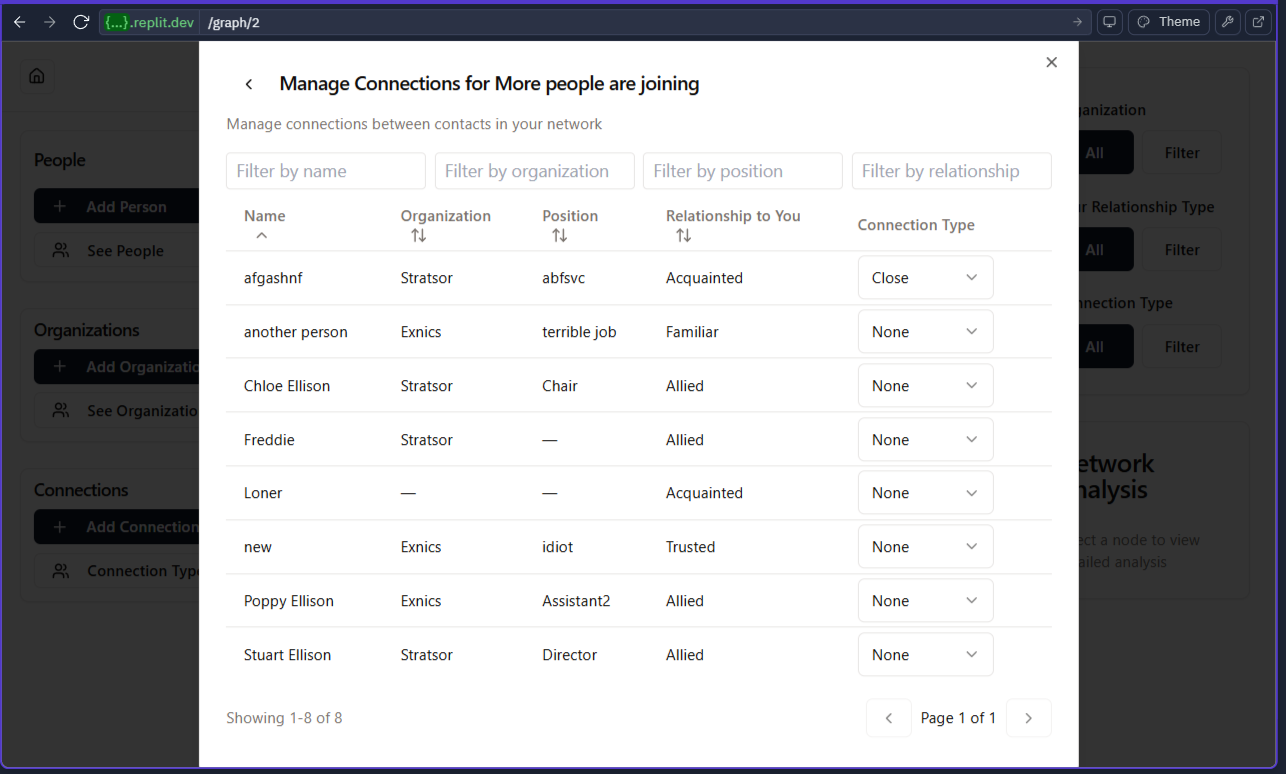 {...}.replit.dev /graph/2
Theme
Manage Connections for More people are joining
Manage connections between contacts in your network
Filter by name Filter by organization Filter by position Filter by relationship
Name Organization Position Relationship to You Connection Type
afgashnf Stratsor abfsvc Acquainted Close
another person Exnics terrible job Familiar None
Chloe Ellison Stratsor Chair Allied None
Freddie Stratsor — Allied None
Loner — — Acquainted None
new Exnics idiot Trusted None
Poppy Ellison Exnics Assistant2 Allied None
Stuart Ellison Stratsor Director Allied None
Showing 1-8 of 8
Page 1 of 1
People
Add Person
See People
Organizations
Add Organizatio
See Organizatio
Connections
Add Connection
Connection Typ
ganization
All Filter
r Relationship Type
All Filter
nnection Type
All Filter
etwork
nalysis
ect a node to view
ailed analysis